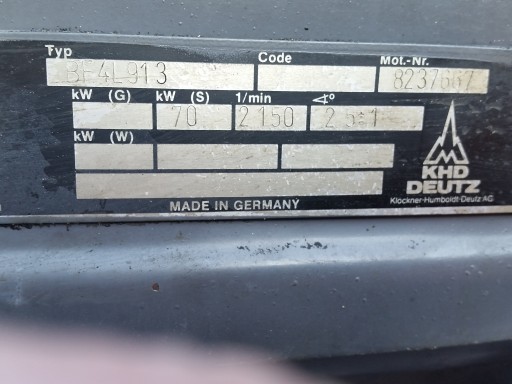 Typ Code Mot.-Nr.
BF4L913
kW (G) kW (S) 1/min ∢°
70 2150
kW (W)
KHD
DEUTZ
MADE IN GERMANY Klöckner-Humboldt-Deutz AG